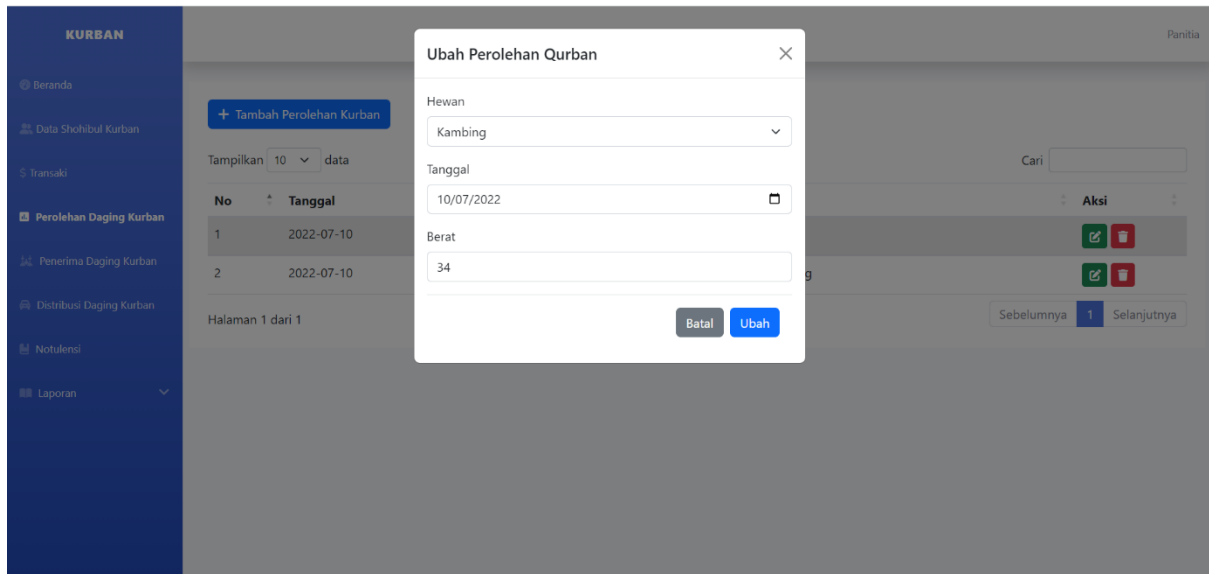 KURBAN
Panitia
Beranda
Data Shohibul Kurban
$ Transaki
Perolehan Daging Kurban
Penerima Daging Kurban
Distribusi Daging Kurban
Notulensi
Laporan
+ Tambah Perolehan Kurban
Tampilkan 10 data
Cari
No Tanggal Aksi
1 2022-07-10
2 2022-07-10 g
Halaman 1 dari 1
Sebelumnya 1 Selanjutnya
Ubah Perolehan Qurban
Hewan
Kambing
Tanggal
10/07/2022
Berat
34
Batal Ubah